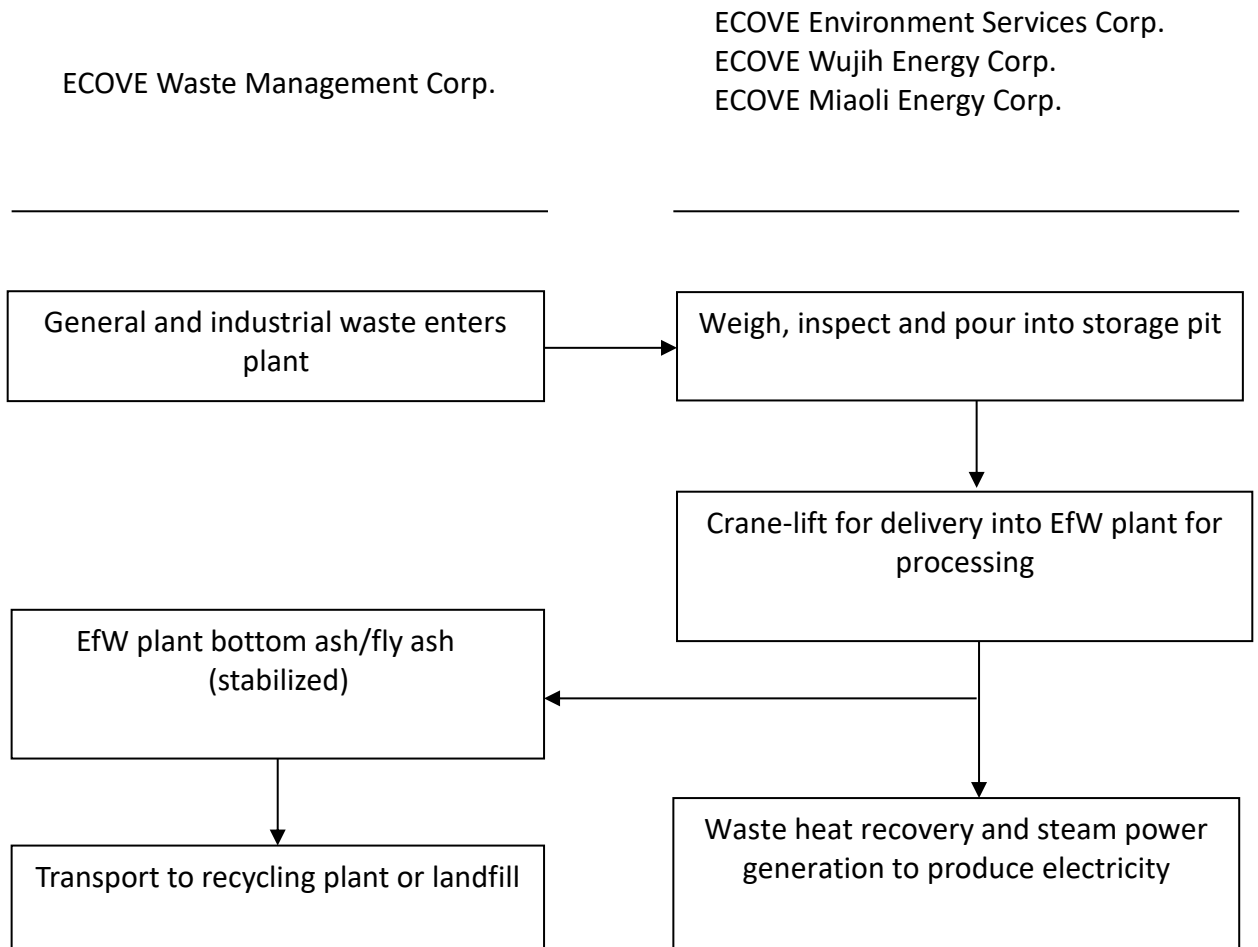 ECOVE Waste Management Corp.
ECOVE Environment Services Corp.
ECOVE Wujih Energy Corp.
ECOVE Miaoli Energy Corp.
General and industrial waste enters
plant
Weigh, inspect and pour into storage pit
Crane-lift for delivery into EfW plant for
processing
EfW plant bottom ash/fly ash
(stabilized)
Waste heat recovery and steam power
generation to produce electricity
Transport to recycling plant or landfill